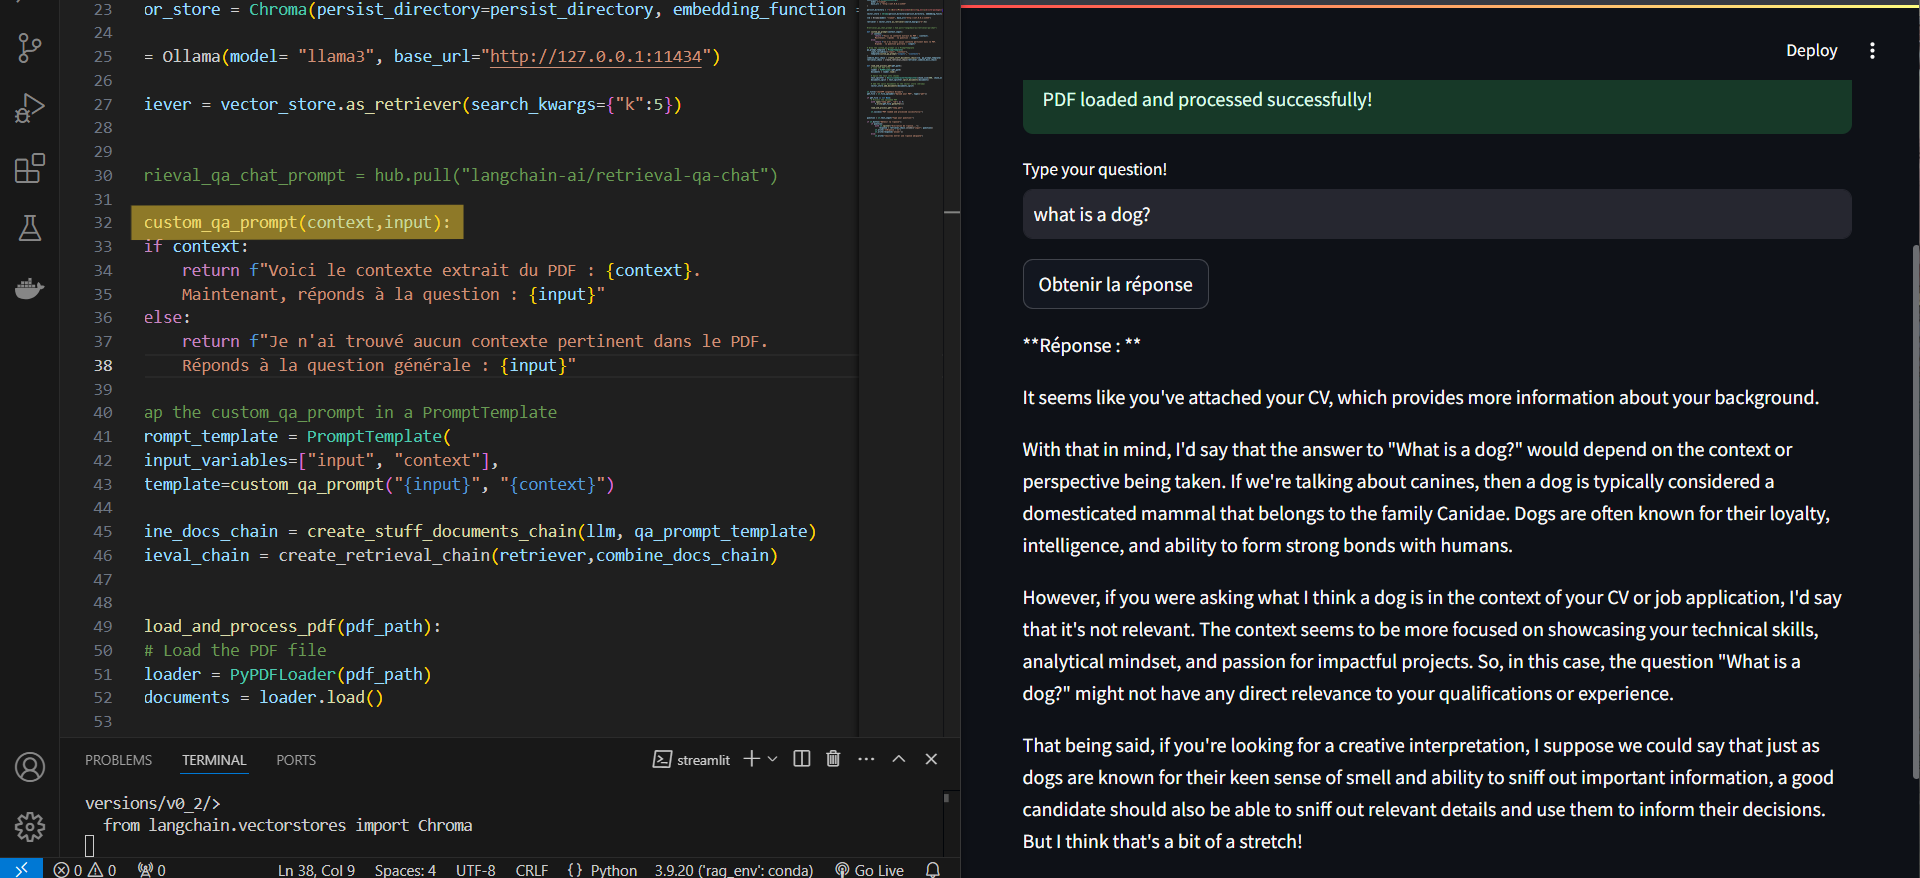 23 or_store = Chroma(persist_directory=persist_directory, embedding_function =
24
25 = Ollama(model= "llama3", base_url="http://127.0.0.1:11434")
26
27 iever = vector_store.as_retriever(search_kwargs={"k":5})
28
29
30 rieval_qa_chat_prompt = hub.pull("langchain-ai/retrieval-qa-chat")
31
32 custom_qa_prompt(context,input):
33 if context:
34 return f"Voici le contexte extrait du PDF : {context}.
35 Maintenant, réponds à la question : {input}"
36 else:
37 return f"Je n'ai trouvé aucun contexte pertinent dans le PDF.
38 Réponds à la question générale : {input}"
39
40 ap the custom_qa_prompt in a PromptTemplate
41 rompt_template = PromptTemplate(
42 input_variables=["input", "context"],
43 template=custom_qa_prompt("{input}", "{context}")
44
45 ine_docs_chain = create_stuff_documents_chain(llm, qa_prompt_template)
46 ieval_chain = create_retrieval_chain(retriever,combine_docs_chain)
47
48
49 load_and_process_pdf(pdf_path):
50 # Load the PDF file
51 loader = PyPDFLoader(pdf_path)
52 documents = loader.load()
53
PROBLEMS TERMINAL PORTS
streamlit
versions/v0_2/>
from langchain.vectorstores import Chroma
0 0 0 Ln 38, Col 9 Spaces: 4 UTF-8 CRLF {} Python 3.9.20 ('rag_env': conda) Go Live
Deploy
PDF loaded and processed successfully!
Type your question!
what is a dog?
Obtenir la réponse
**Réponse : **
It seems like you've attached your CV, which provides more information about your background.
With that in mind, I'd say that the answer to "What is a dog?" would depend on the context or
perspective being taken. If we're talking about canines, then a dog is typically considered a
domesticated mammal that belongs to the family Canidae. Dogs are often known for their loyalty,
intelligence, and ability to form strong bonds with humans.
However, if you were asking what I think a dog is in the context of your CV or job application, I'd say
that it's not relevant. The context seems to be more focused on showcasing your technical skills,
analytical mindset, and passion for impactful projects. So, in this case, the question "What is a
dog?" might not have any direct relevance to your qualifications or experience.
That being said, if you're looking for a creative interpretation, I suppose we could say that just as
dogs are known for their keen sense of smell and ability to sniff out important information, a good
candidate should also be able to sniff out relevant details and use them to inform their decisions.
But I think that's a bit of a stretch!